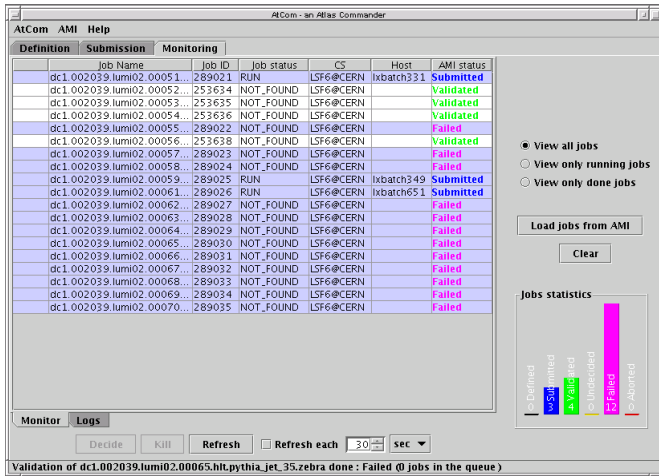 AtCom - an Atlas Commander
AtCom AMI Help
Definition Submission Monitoring
Job Name Job ID Job status CS Host AMI status
dc1.002039.lumi02.00051... 289021 RUN LSF6@CERN lxbatch331 Submitted
dc1.002039.lumi02.00052... 253634 NOT_FOUND LSF6@CERN Validated
dc1.002039.lumi02.00053... 253635 NOT_FOUND LSF6@CERN Validated
dc1.002039.lumi02.00054... 253636 NOT_FOUND LSF6@CERN Validated
dc1.002039.lumi02.00055... 289022 NOT_FOUND LSF6@CERN Failed
dc1.002039.lumi02.00056... 253638 NOT_FOUND LSF6@CERN Validated
dc1.002039.lumi02.00057... 289023 NOT_FOUND LSF6@CERN Failed
dc1.002039.lumi02.00058... 289024 NOT_FOUND LSF6@CERN Failed
dc1.002039.lumi02.00059... 289025 RUN LSF6@CERN lxbatch349 Submitted
dc1.002039.lumi02.00061... 289026 RUN LSF6@CERN lxbatch651 Submitted
dc1.002039.lumi02.00062... 289027 NOT_FOUND LSF6@CERN Failed
dc1.002039.lumi02.00063... 289028 NOT_FOUND LSF6@CERN Failed
dc1.002039.lumi02.00064... 289029 NOT_FOUND LSF6@CERN Failed
dc1.002039.lumi02.00065... 289030 NOT_FOUND LSF6@CERN Failed
dc1.002039.lumi02.00066... 289031 NOT_FOUND LSF6@CERN Failed
dc1.002039.lumi02.00067... 289032 NOT_FOUND LSF6@CERN Failed
dc1.002039.lumi02.00068... 289033 NOT_FOUND LSF6@CERN Failed
dc1.002039.lumi02.00069... 289034 NOT_FOUND LSF6@CERN Failed
dc1.002039.lumi02.00070... 289035 NOT_FOUND LSF6@CERN Failed
View all jobs
View only running jobs
View only done jobs
Load jobs from AMI
Clear
Jobs statistics
0 Defined
3 Submitted
4 Validated
0 Undecided
12 Failed
0 Aborted
Monitor Logs
Decide Kill Refresh Refresh each 30 sec
Validation of dc1.002039.lumi02.00065.hlt.pythia_jet_35.zebra done : Failed (0 jobs in the queue )